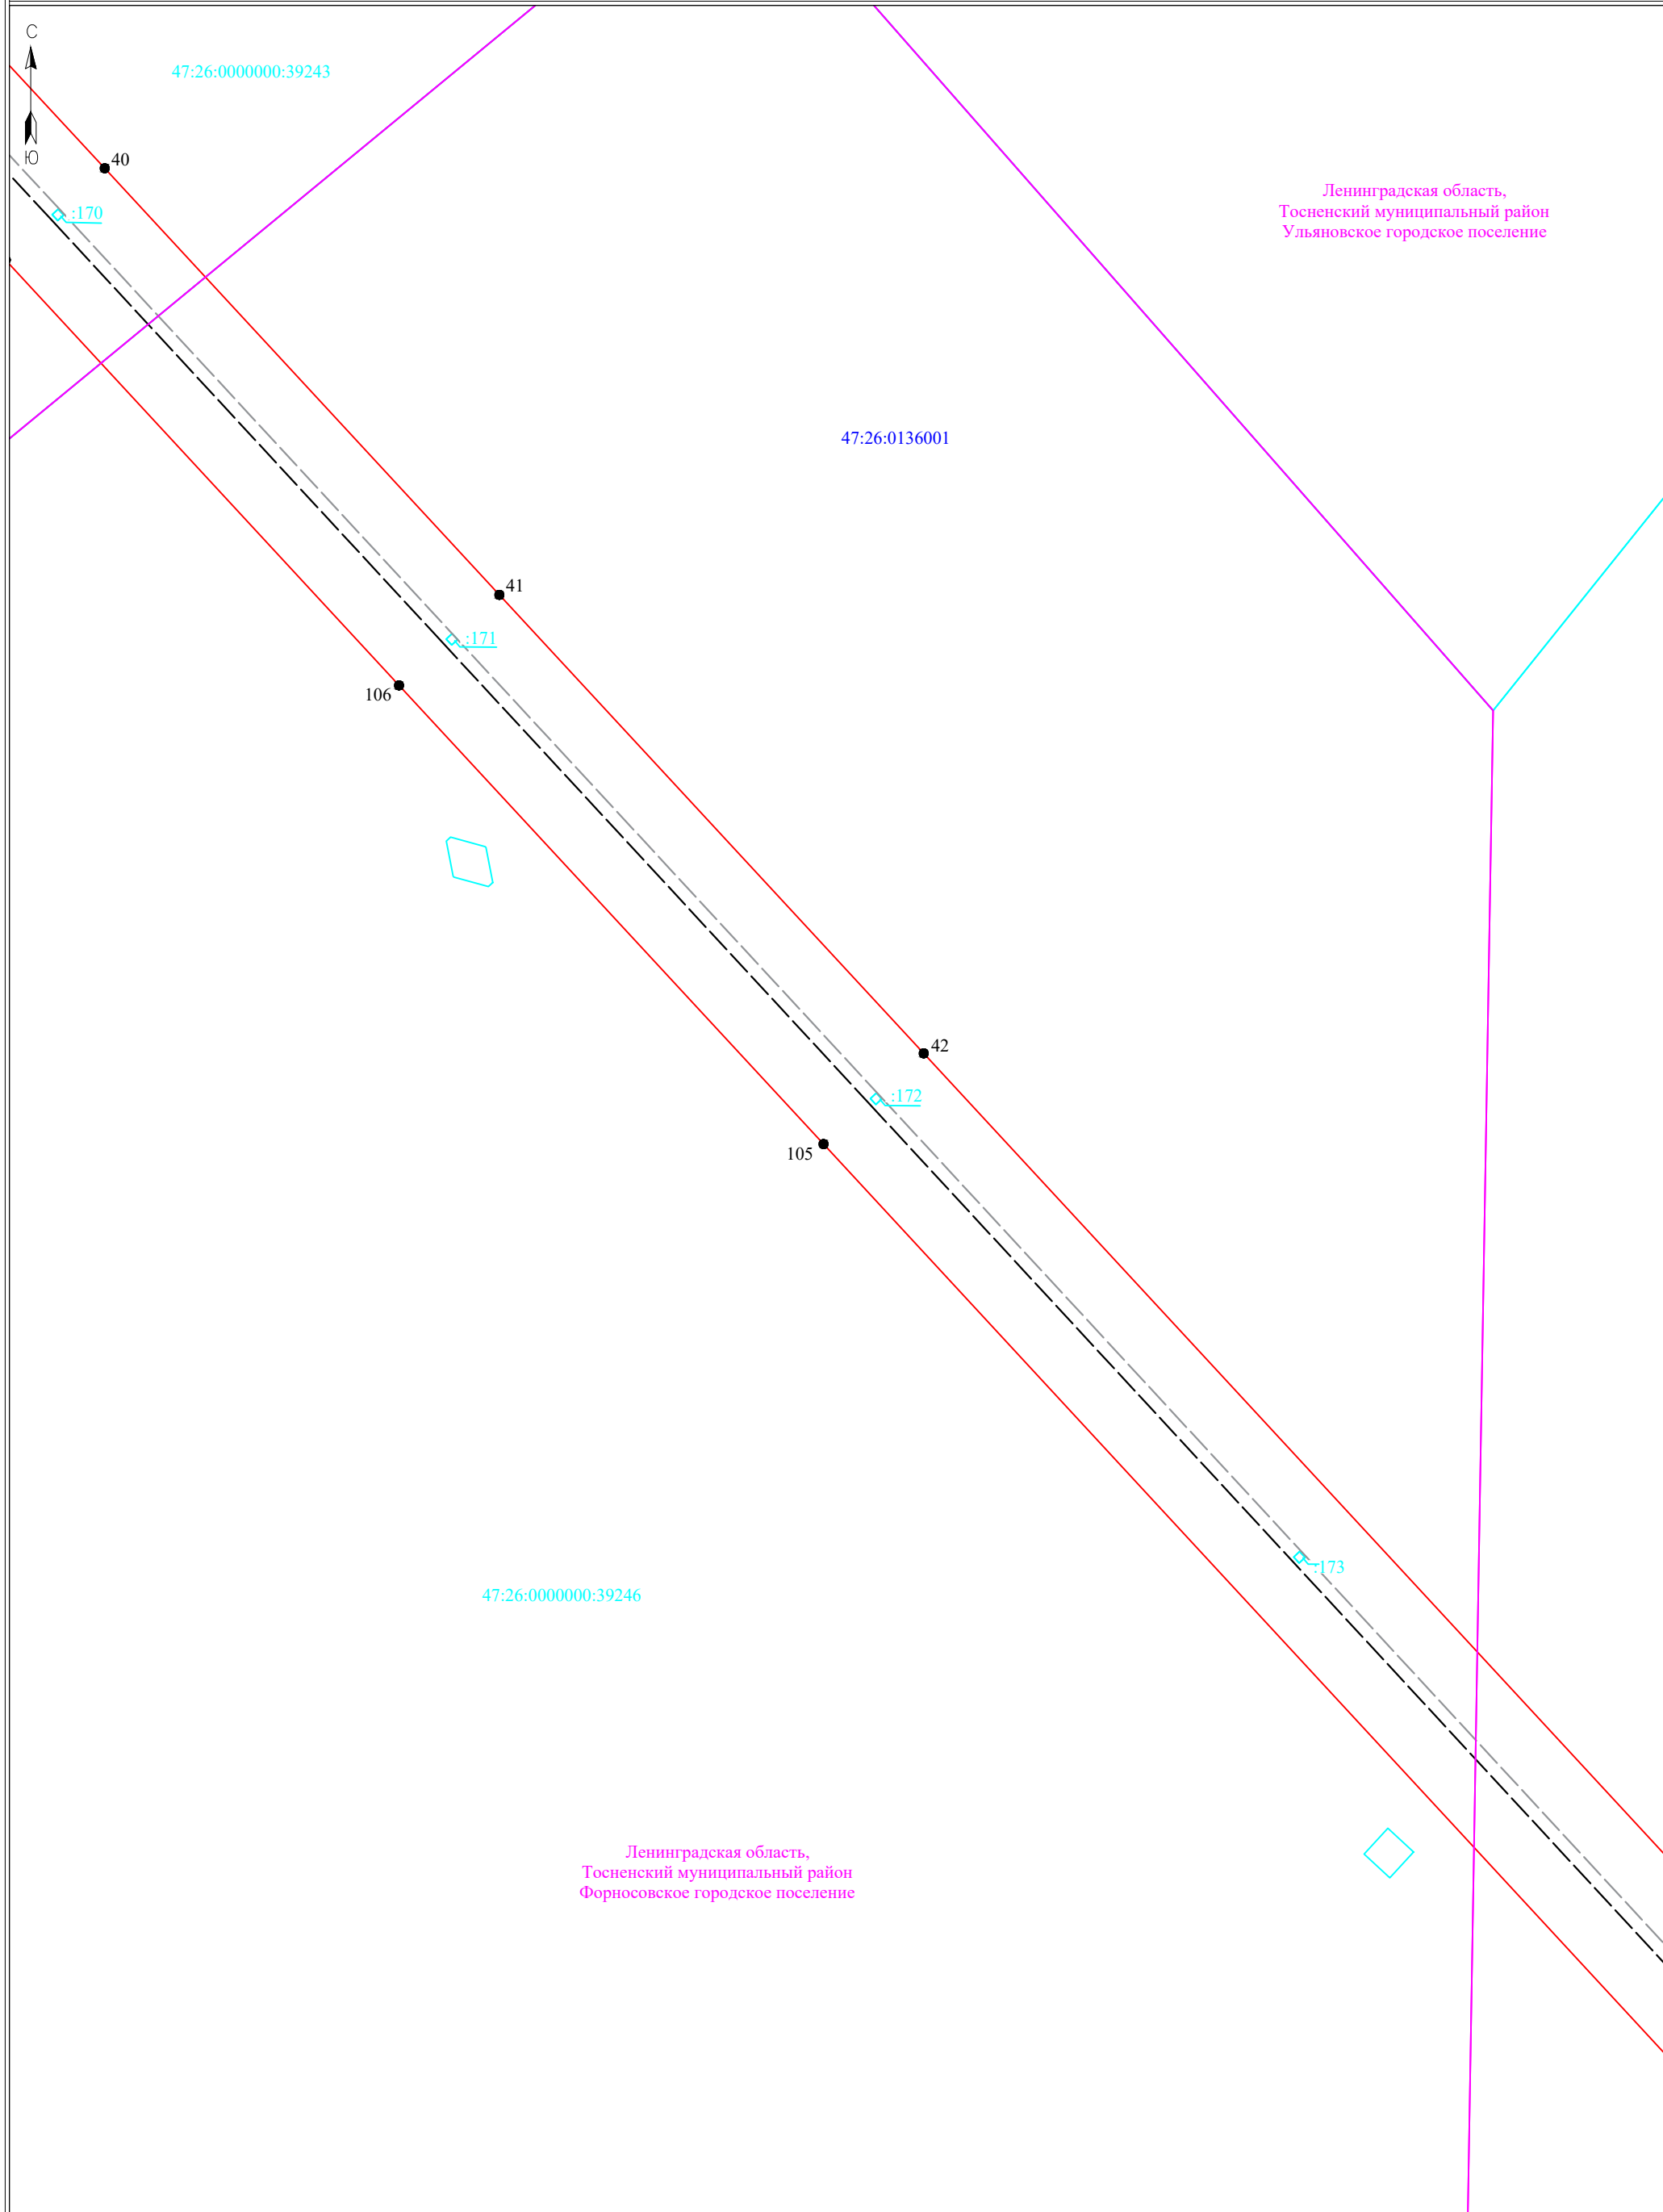 С
47:26:0000000:39243
Ю
40
:170
Ленинградская область,
Тосненский муниципальный район
Ульяновское городское поселение
47:26:0136001
41
:171
106
42
:172
105
:173
47:26:0000000:39246
Ленинградская область,
Тосненский муниципальный район
Форносовское городское поселение